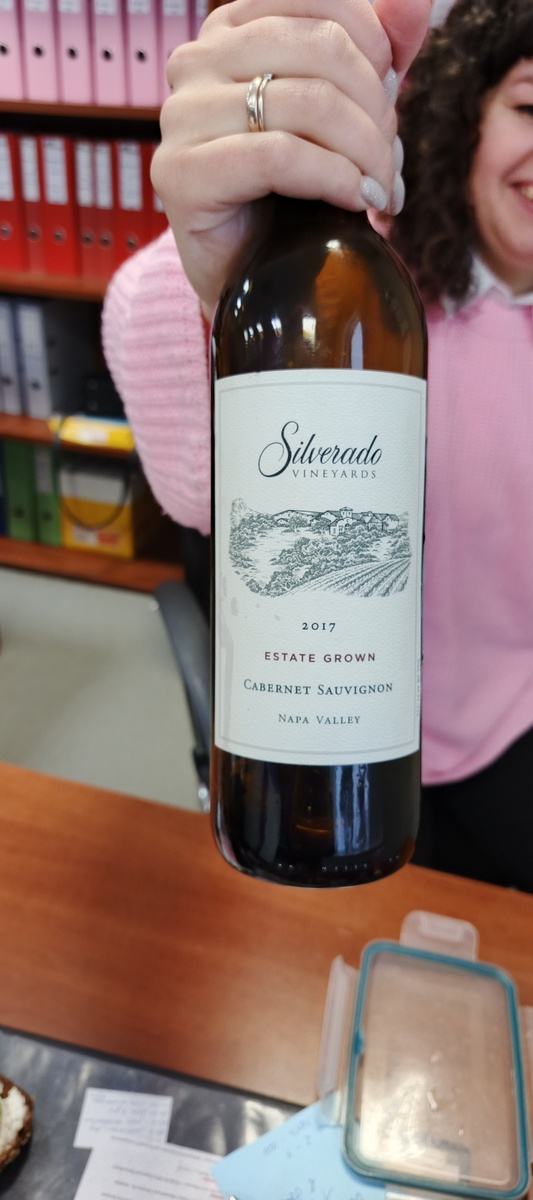 Silverado
VINEYARDS
2017
ESTATE GROWN
CABERNET SAUVIGNON
NAPA VALLEY